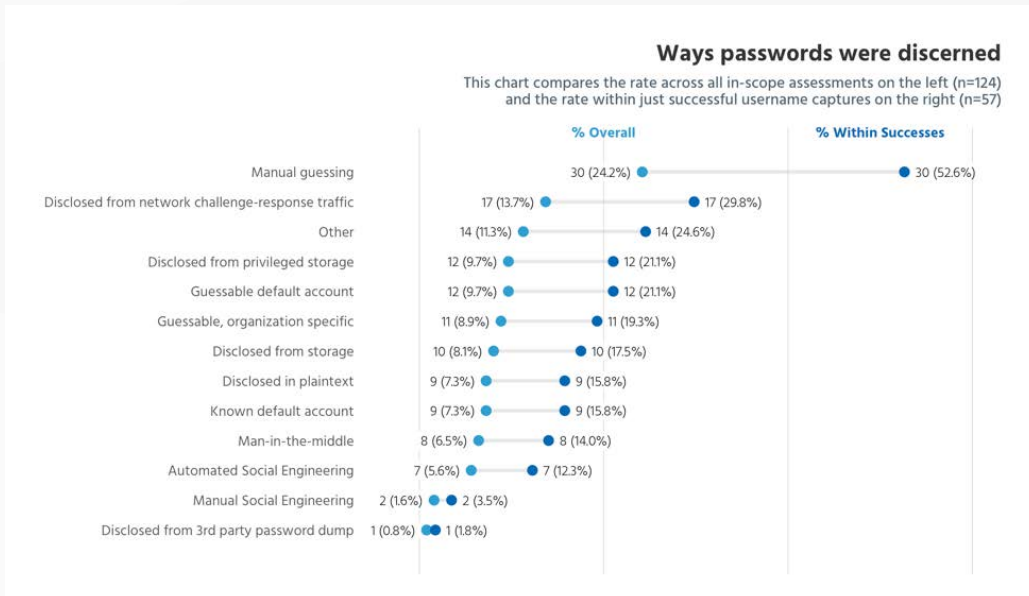 Ways passwords were discerned
This chart compares the rate across all in-scope assessments on the left (n=124)
and the rate within just successful username captures on the right (n=57)
% Overall % Within Successes
Manual guessing 30 (24.2%) 30 (52.6%)
Disclosed from network challenge-response traffic 17 (13.7%) 17 (29.8%)
Other 14 (11.3%) 14 (24.6%)
Disclosed from privileged storage 12 (9.7%) 12 (21.1%)
Guessable default account 12 (9.7%) 12 (21.1%)
Guessable, organization specific 11 (8.9%) 11 (19.3%)
Disclosed from storage 10 (8.1%) 10 (17.5%)
Disclosed in plaintext 9 (7.3%) 9 (15.8%)
Known default account 9 (7.3%) 9 (15.8%)
Man-in-the-middle 8 (6.5%) 8 (14.0%)
Automated Social Engineering 7 (5.6%) 7 (12.3%)
Manual Social Engineering 2 (1.6%) 2 (3.5%)
Disclosed from 3rd party password dump 1 (0.8%) 1 (1.8%)